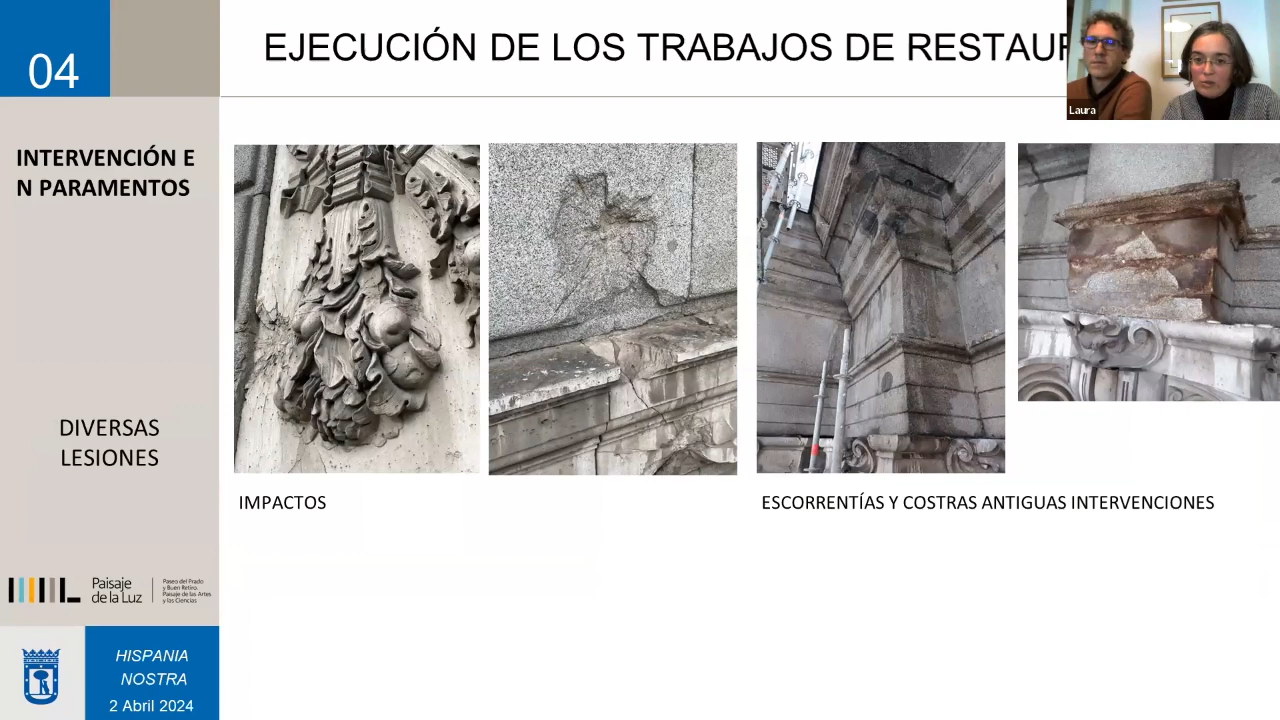 04
EJECUCIÓN DE LOS TRABAJOS DE RESTAUR
Laura
INTERVENCIÓN E
N PARAMENTOS
DIVERSAS
LESIONES
IMPACTOS
ESCORRENTÍAS Y COSTRAS ANTIGUAS INTERVENCIONES
Paisaje
de la Luz
Paseo del Prado
y Buen Retiro.
Paisaje de las Artes
y las Ciencias
HISPANIA
NOSTRA
2 Abril 2024